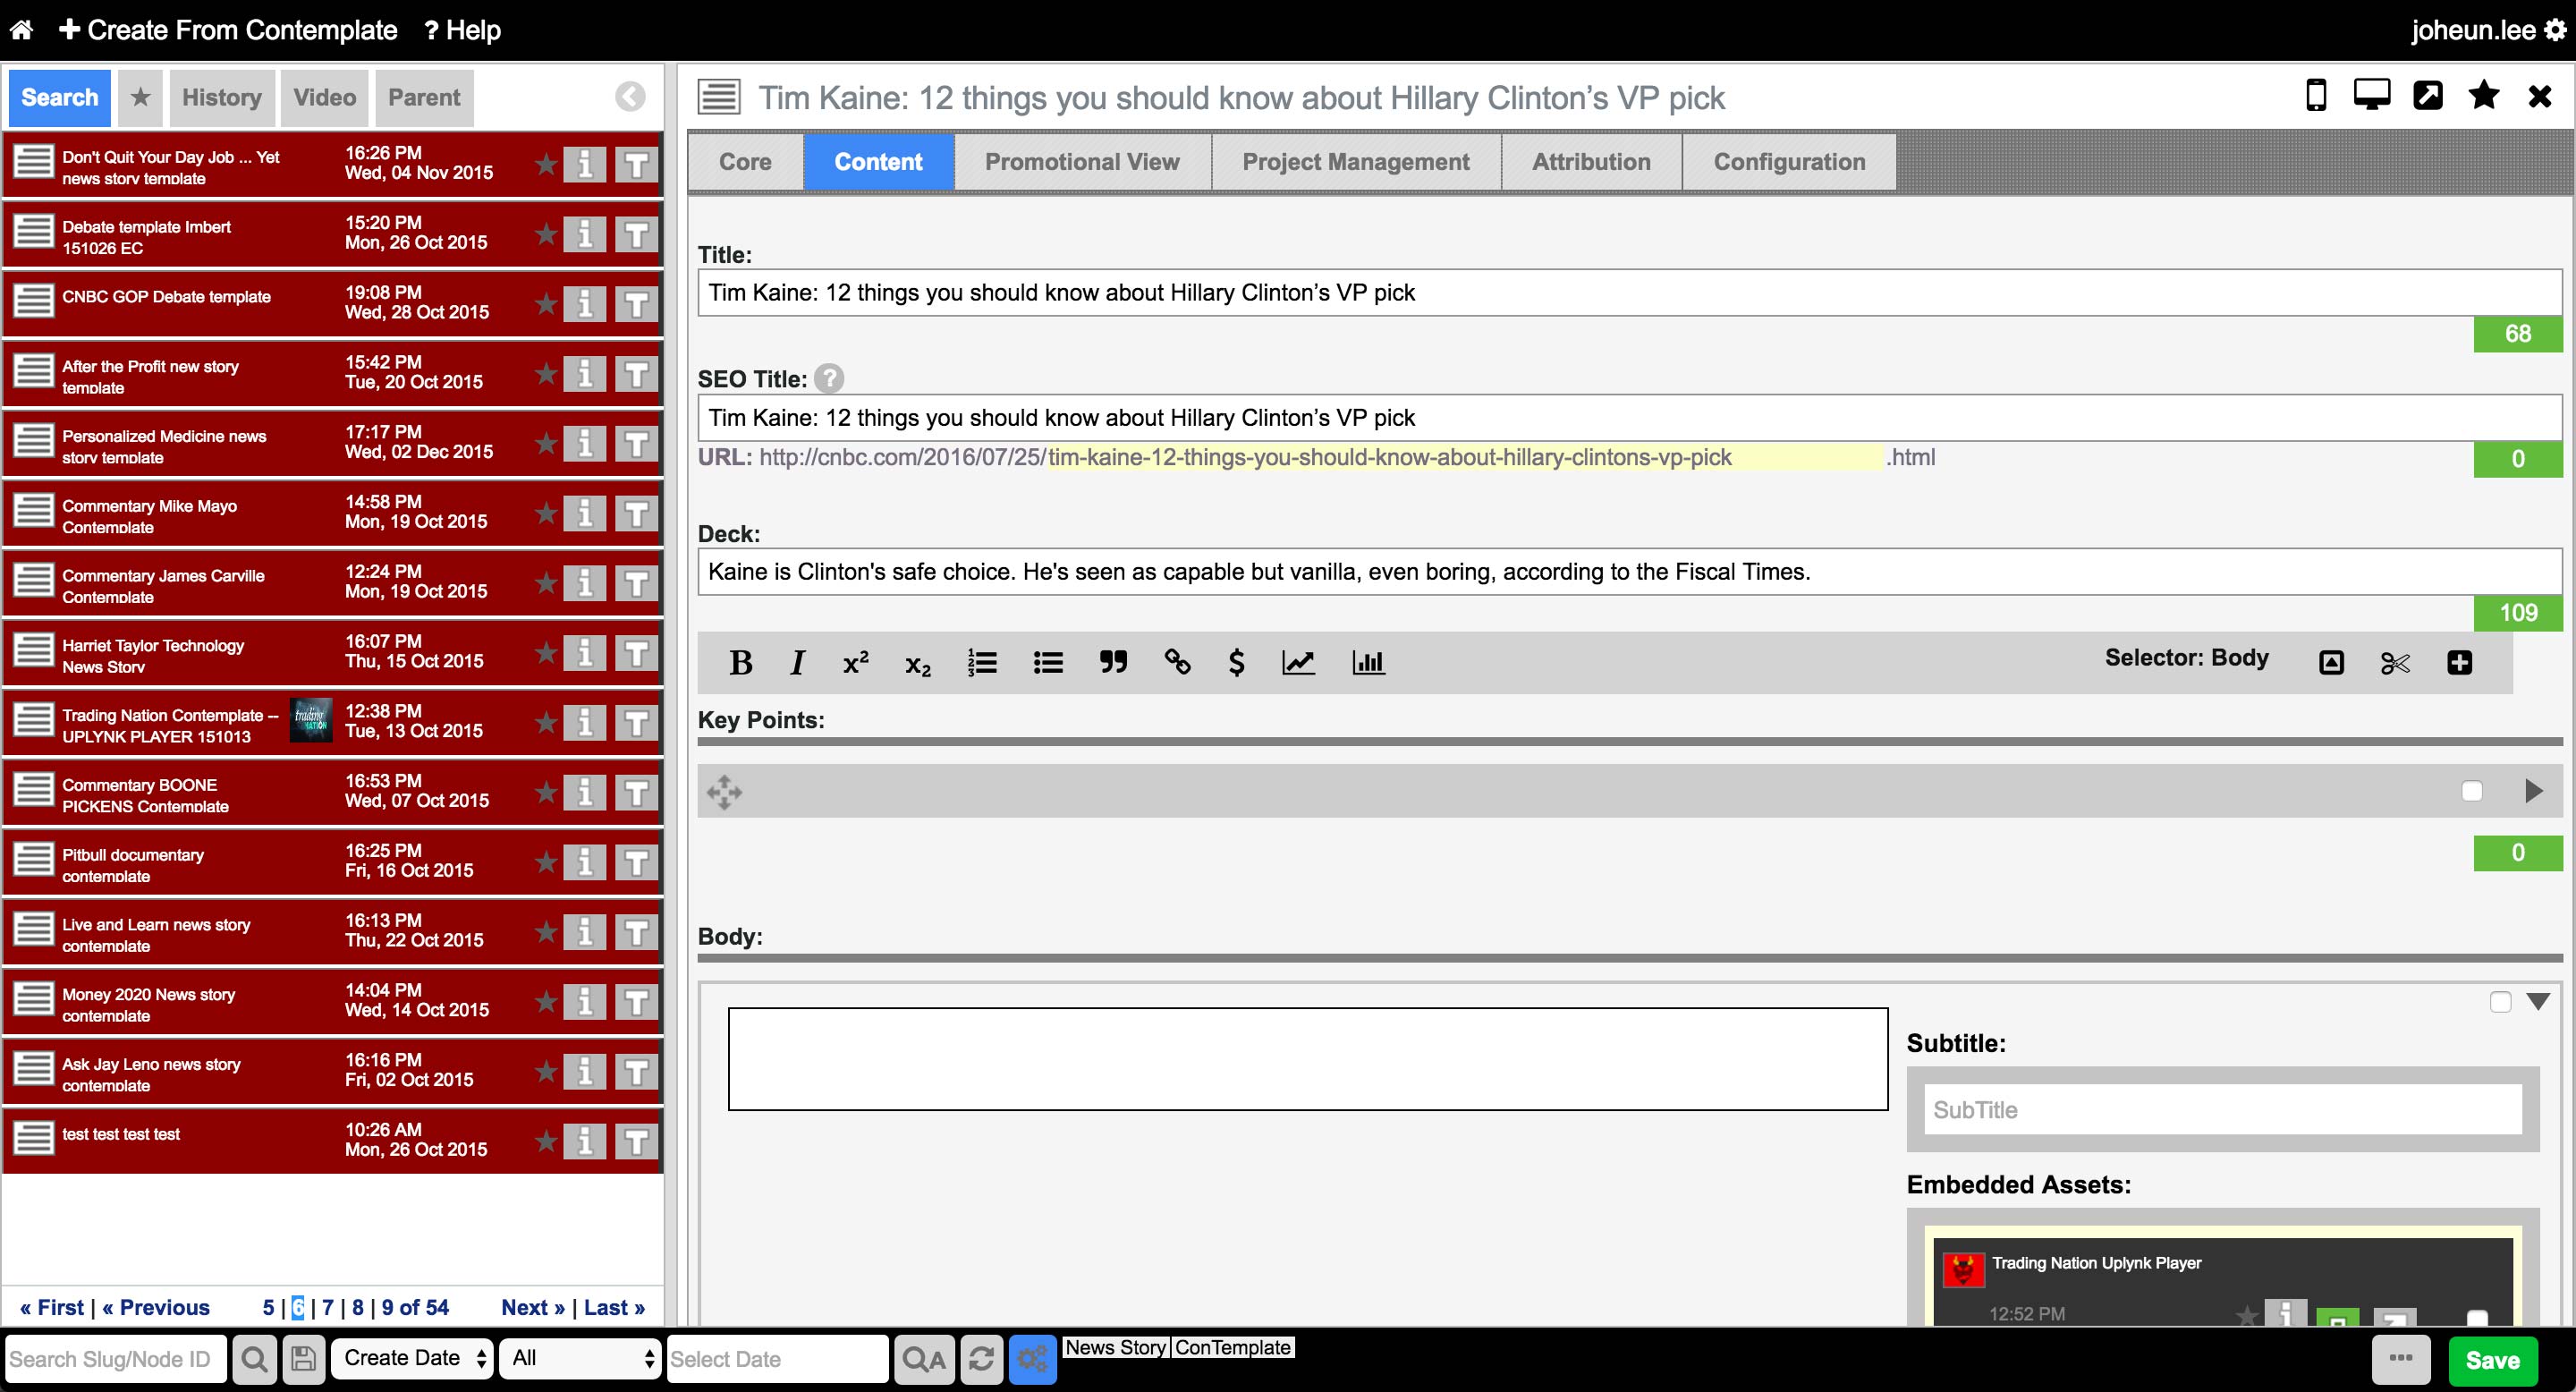 Create From Contemplate ? Help joheun.lee
Search ★ History Video Parent
Don't Quit Your Day Job ... Yet
news story template
16:26 PM
Wed, 04 Nov 2015
Debate template Imbert
151026 EC
15:20 PM
Mon, 26 Oct 2015
CNBC GOP Debate template
19:08 PM
Wed, 28 Oct 2015
After the Profit new story
template
15:42 PM
Tue, 20 Oct 2015
Personalized Medicine news
story template
17:17 PM
Wed, 02 Dec 2015
Commentary Mike Mayo
Contemplate
14:58 PM
Mon, 19 Oct 2015
Commentary James Carville
Contemplate
12:24 PM
Mon, 19 Oct 2015
Harriet Taylor Technology
News Story
16:07 PM
Thu, 15 Oct 2015
Trading Nation Contemplate --
UPLYNK PLAYER 151013
trading
NATION
12:38 PM
Tue, 13 Oct 2015
Commentary BOONE
PICKENS Contemplate
16:53 PM
Wed, 07 Oct 2015
Pitbull documentary
contemplate
16:25 PM
Fri, 16 Oct 2015
Live and Learn news story
contemplate
16:13 PM
Thu, 22 Oct 2015
Money 2020 News story
contemplate
14:04 PM
Wed, 14 Oct 2015
Ask Jay Leno news story
contemplate
16:16 PM
Fri, 02 Oct 2015
test test test test
10:26 AM
Mon, 26 Oct 2015
« First | « Previous 5 | 6 | 7 | 8 | 9 of 54 Next » | Last »
Tim Kaine: 12 things you should know about Hillary Clinton’s VP pick
Core Content Promotional View Project Management Attribution Configuration
Title:
Tim Kaine: 12 things you should know about Hillary Clinton’s VP pick
68
SEO Title: ?
Tim Kaine: 12 things you should know about Hillary Clinton’s VP pick
URL: http://cnbc.com/2016/07/25/tim-kaine-12-things-you-should-know-about-hillary-clintons-vp-pick .html
0
Deck:
Kaine is Clinton's safe choice. He's seen as capable but vanilla, even boring, according to the Fiscal Times.
109
B I x² x₂ $ Selector: Body
Key Points:
0
Body:
Subtitle:
SubTitle
Embedded Assets:
Trading Nation Uplynk Player
12:52 PM
Search Slug/Node ID Create Date All Select Date QA News Story ConTemplate ... Save